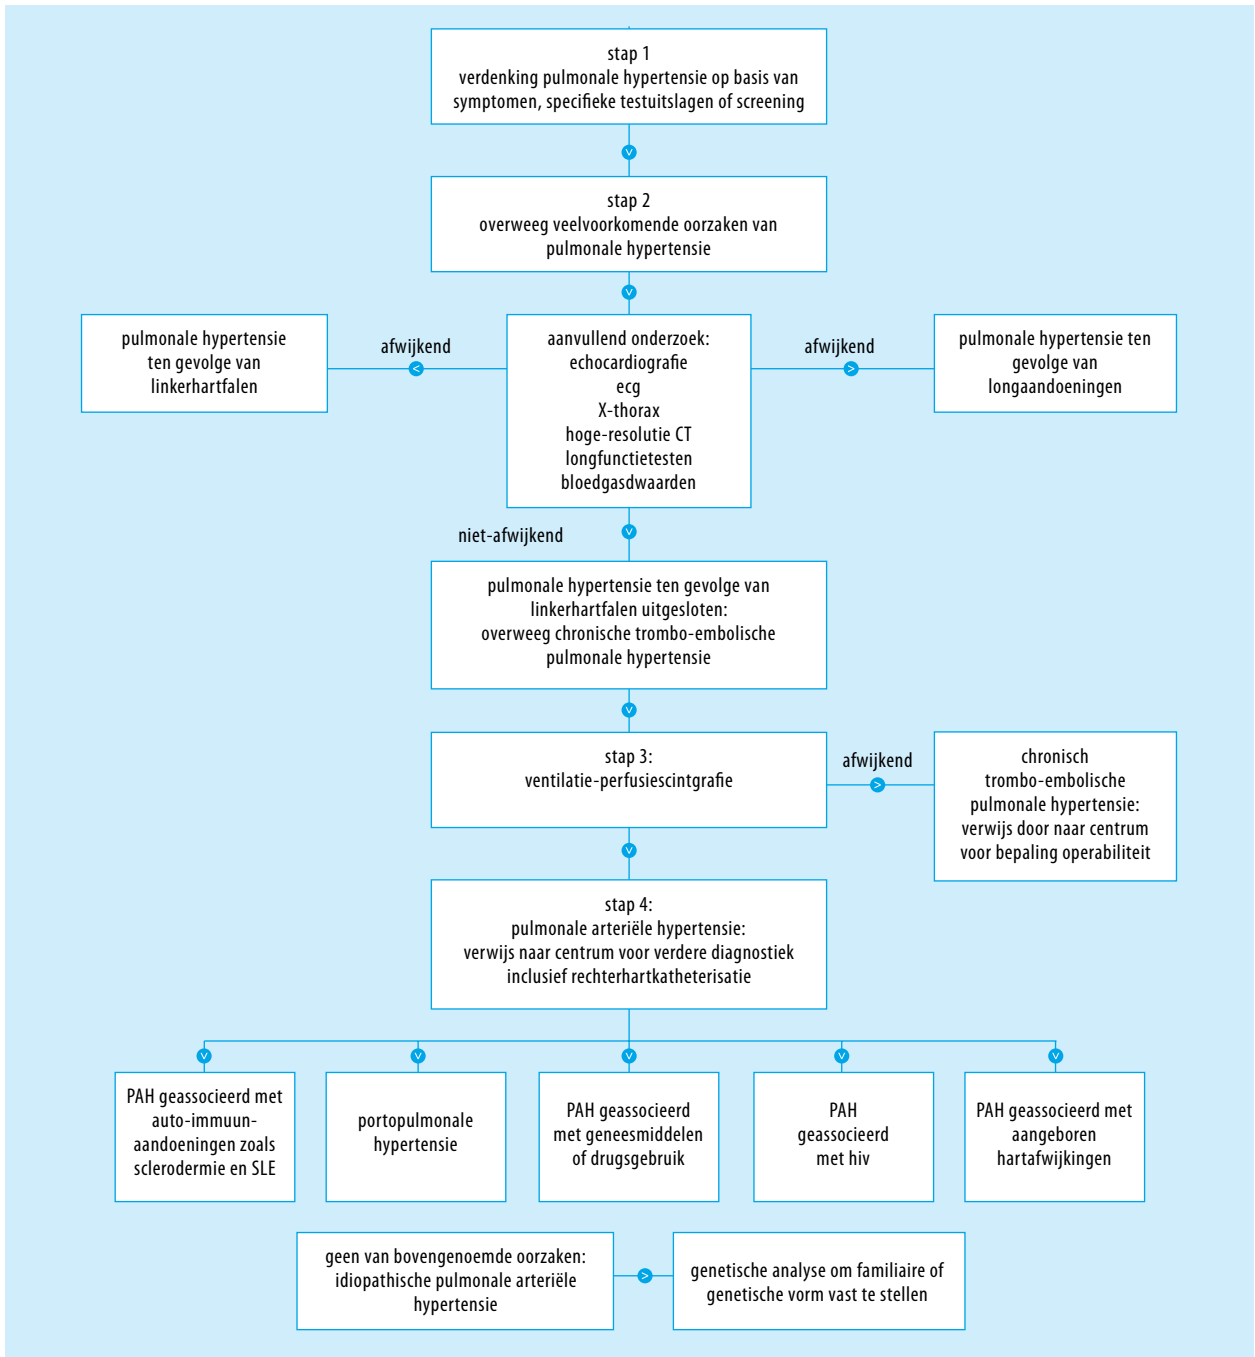 stap 1
verdenking pulmonale hypertensie op basis van
symptomen, specifieke testuitslagen of screening
stap 2
overweeg veelvoorkomende oorzaken van
pulmonale hypertensie
pulmonale hypertensie
ten gevolge van
linkerhartfalen
afwijkend
aanvullend onderzoek:
echocardiografie
ecg
X-thorax
hoge-resolutie CT
longfunctietesten
bloedgasdwaarden
afwijkend
pulmonale hypertensie ten
gevolge van
longaandoeningen
niet-afwijkend
pulmonale hypertensie ten gevolge van
linkerhartfalen uitgesloten:
overweeg chronische trombo-embolische
pulmonale hypertensie
stap 3:
ventilatie-perfusiescintgrafie
afwijkend
chronisch
trombo-embolische
pulmonale hypertensie:
verwijs door naar centrum
voor bepaling operabiliteit
stap 4:
pulmonale arteriële hypertensie:
verwijs naar centrum voor verdere diagnostiek
inclusief rechterhartkatheterisatie
PAH geassocieerd met
auto-immuun-
aandoeningen zoals
sclerodermie en SLE
portopulmonale
hypertensie
PAH geassocieerd
met geneesmiddelen
of drugsgebruik
PAH
geassocieerd
met hiv
PAH geassocieerd met
aangeboren
hartafwijkingen
geen van bovengenoemde oorzaken:
idiopathische pulmonale arteriële
hypertensie
genetische analyse om familiaire of
genetische vorm vast te stellen